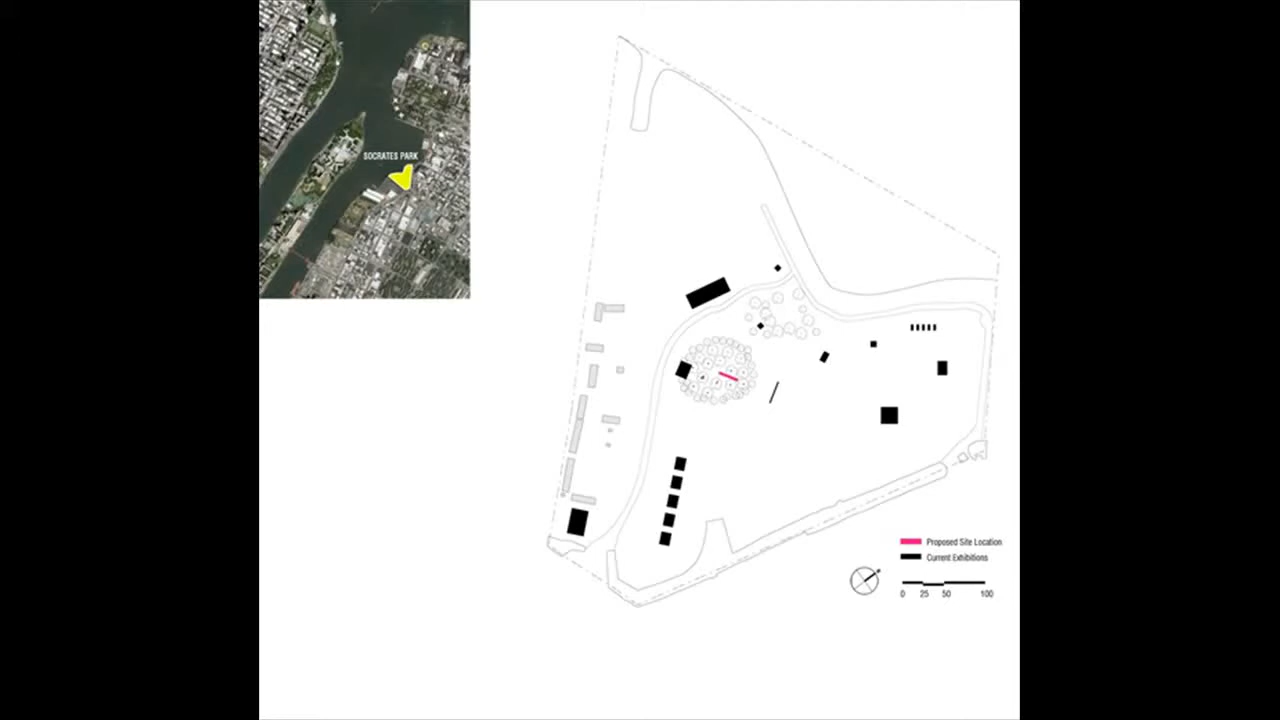 SOCRATES PARK
Proposed Site Location
Current Exhibitions
0 25 50 100